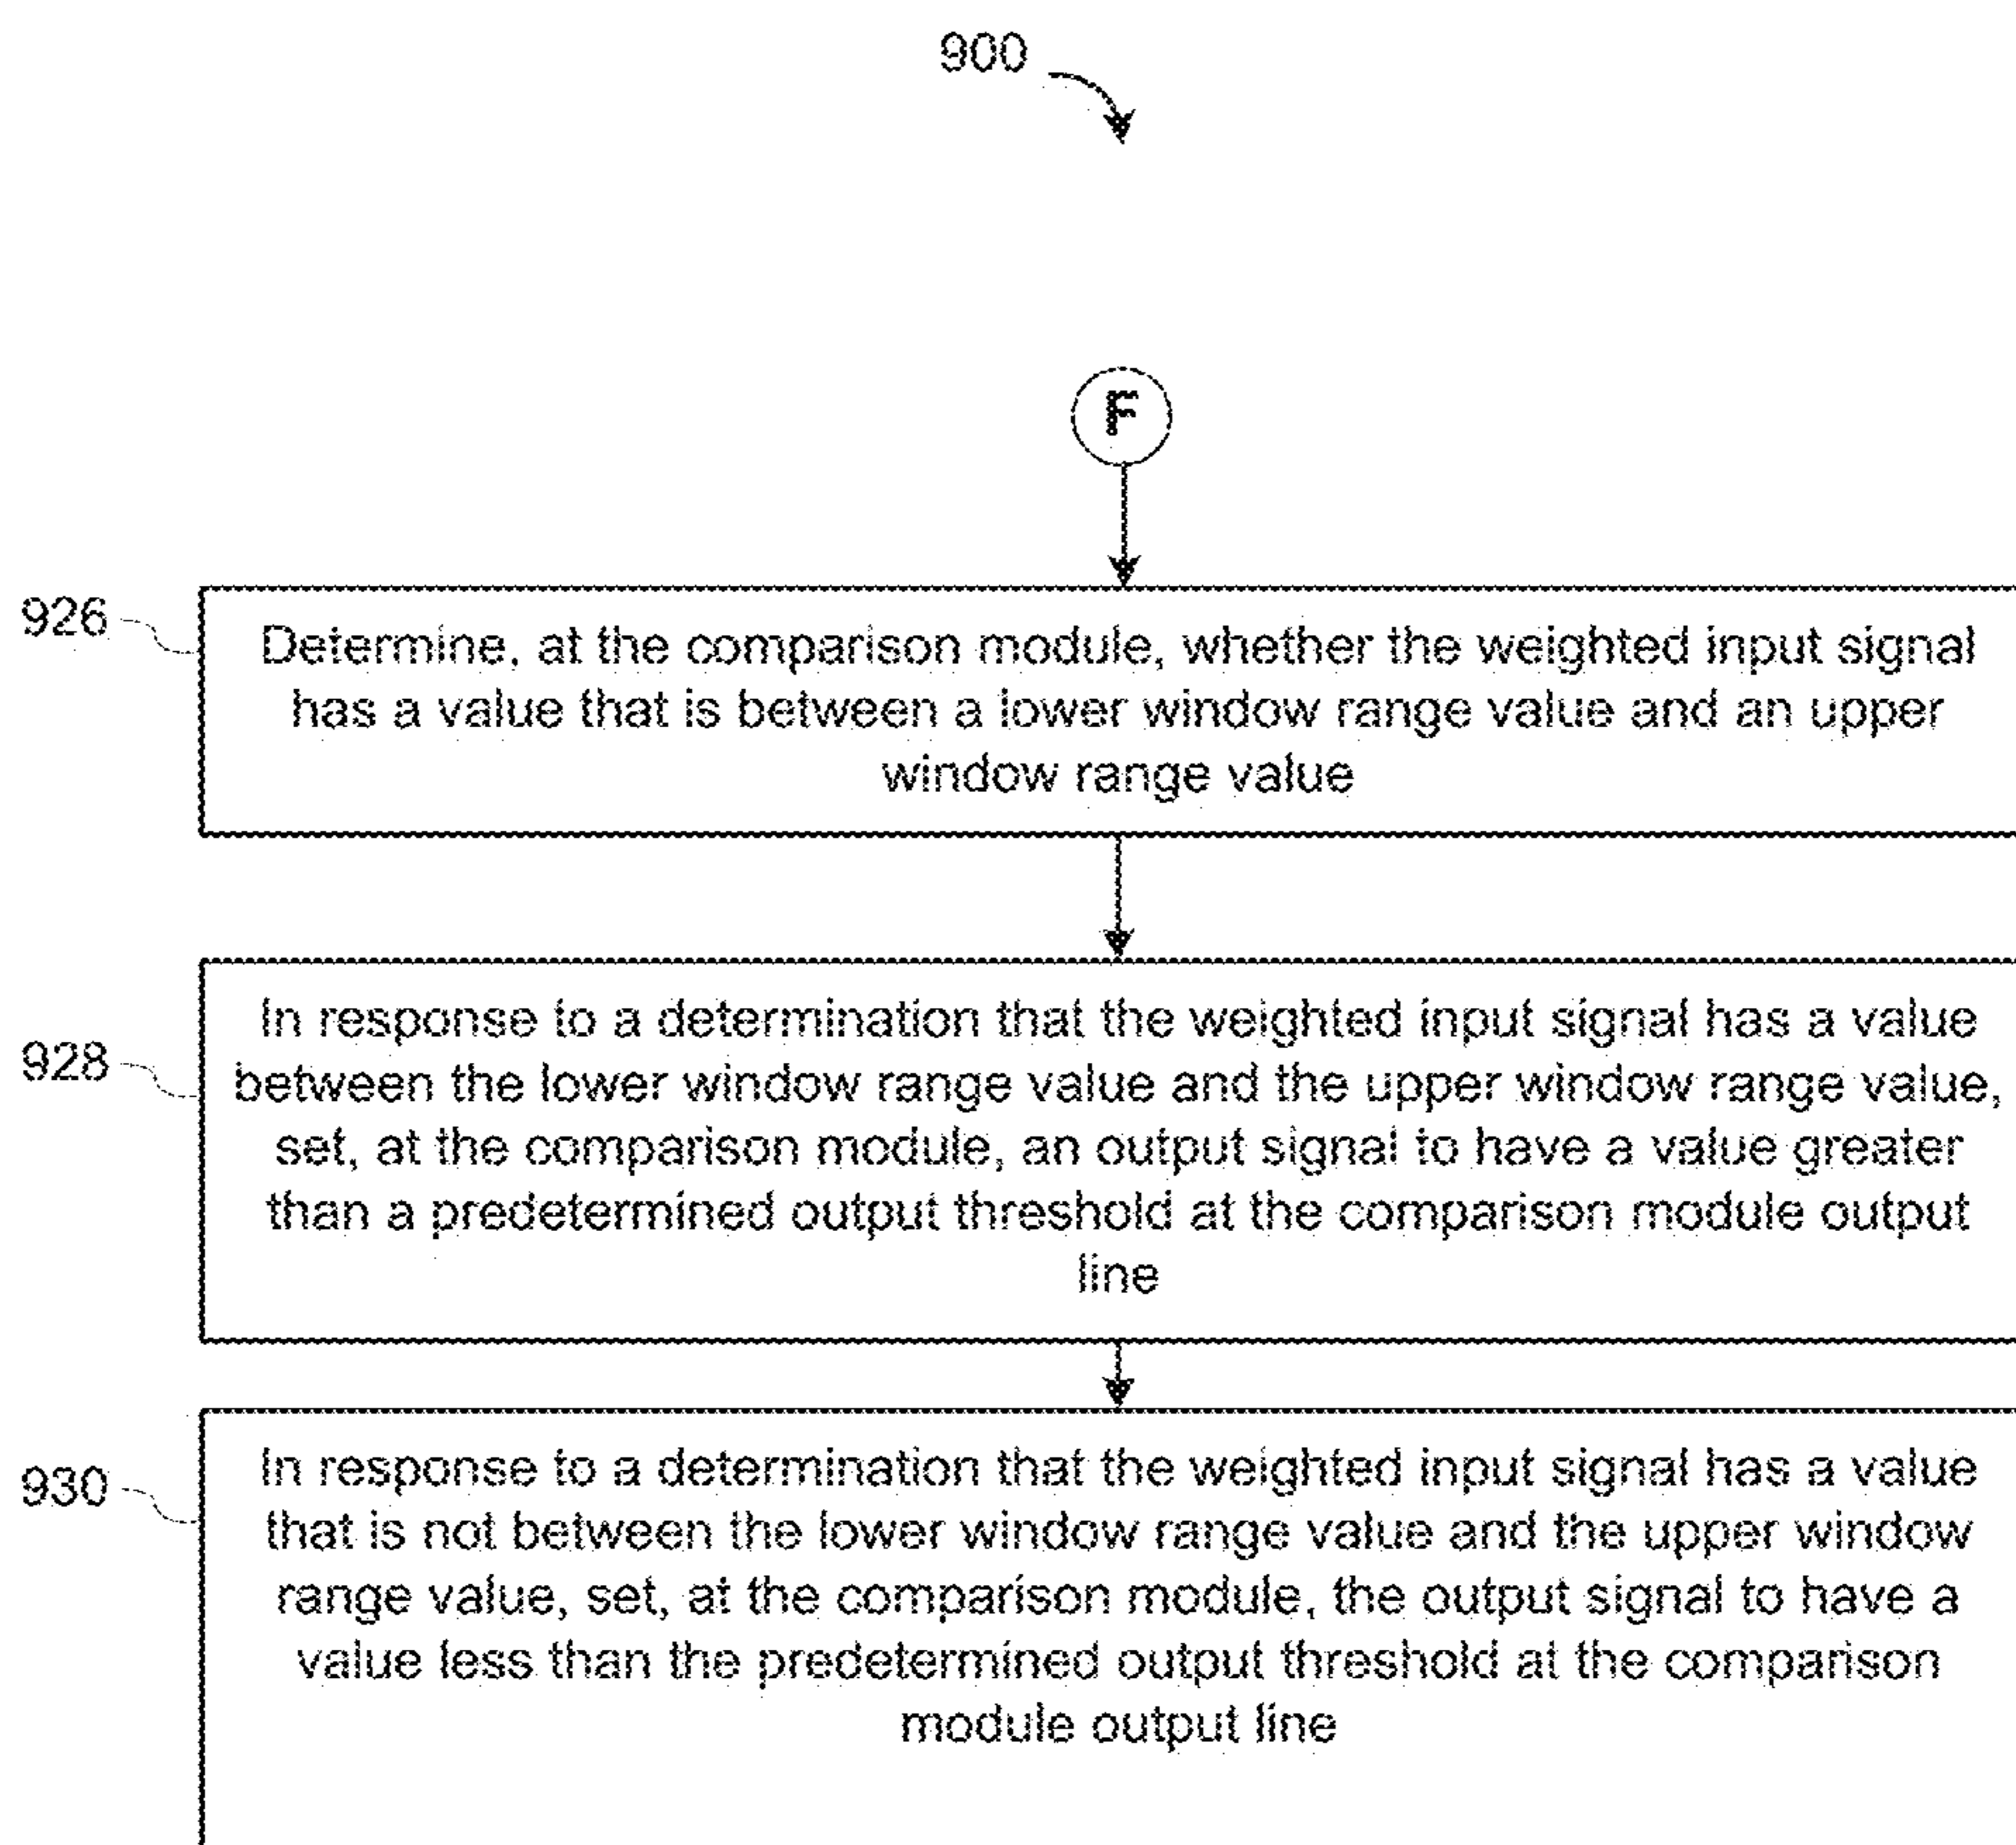 900
F
926
Determine, at the comparison module, whether the weighted input signal
has a value that is between a lower window range value and an upper
window range value
928
In response to a determination that the weighted input signal has a value
between the lower window range value and the upper window range value,
set, at the comparison module, an output signal to have a value greater
than a predetermined output threshold at the comparison module output
line
930
In response to a determination that the weighted input signal has a value
that is not between the lower window range value and the upper window
range value, set, at the comparison module, the output signal to have a
value less than the predetermined output threshold at the comparison
module output line